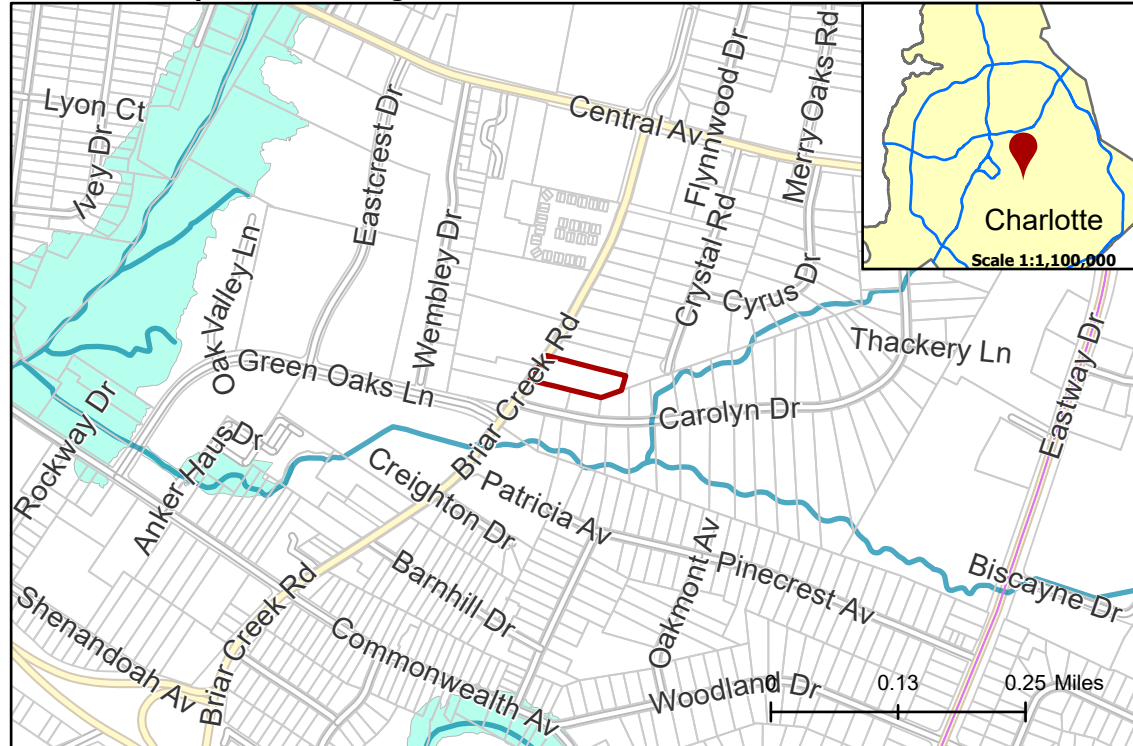 Lyon Ct
Ivey Dr
Eastcrest Dr
Central Av
Flynnwood Dr
Merry Oaks Rd
Charlotte
Scale 1:1,100,000
Oak Valley Ln
Wembley Dr
Crystal Rd
Cyrus Dr
Thackery Ln
Green Oaks Ln
Briar Creek Rd
Carolyn Dr
Eastway Dr
Rockway Dr
Anker Haus Dr
Creighton Dr
Patricia Av
Barnhill Dr
Oakmont Av
Pinecrest Av
Biscayne Dr
Shenandoah Av
Briar Creek Rd
Commonwealth Av
Woodland Dr
0
0.13
0.25 Miles